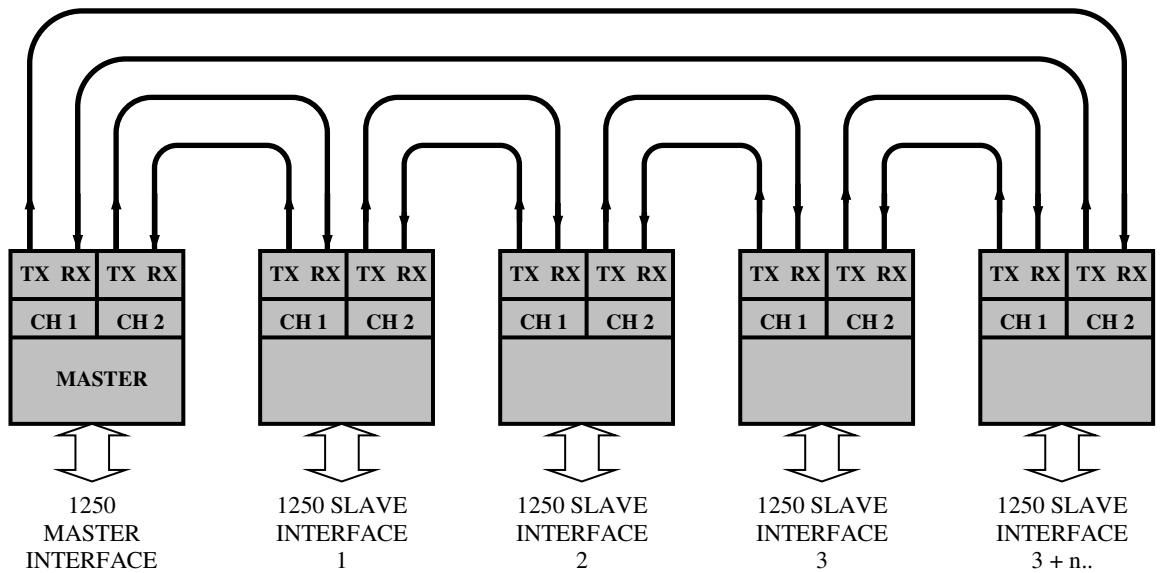 TX RX TX RX TX RX TX RX TX RX TX RX TX RX TX RX TX RX TX RX
CH 1 CH 2 CH 1 CH 2 CH 1 CH 2 CH 1 CH 2 CH 1 CH 2
MASTER
1250
MASTER
INTERFACE
1250 SLAVE
INTERFACE
1
1250 SLAVE
INTERFACE
2
1250 SLAVE
INTERFACE
3
1250 SLAVE
INTERFACE
3 + n..